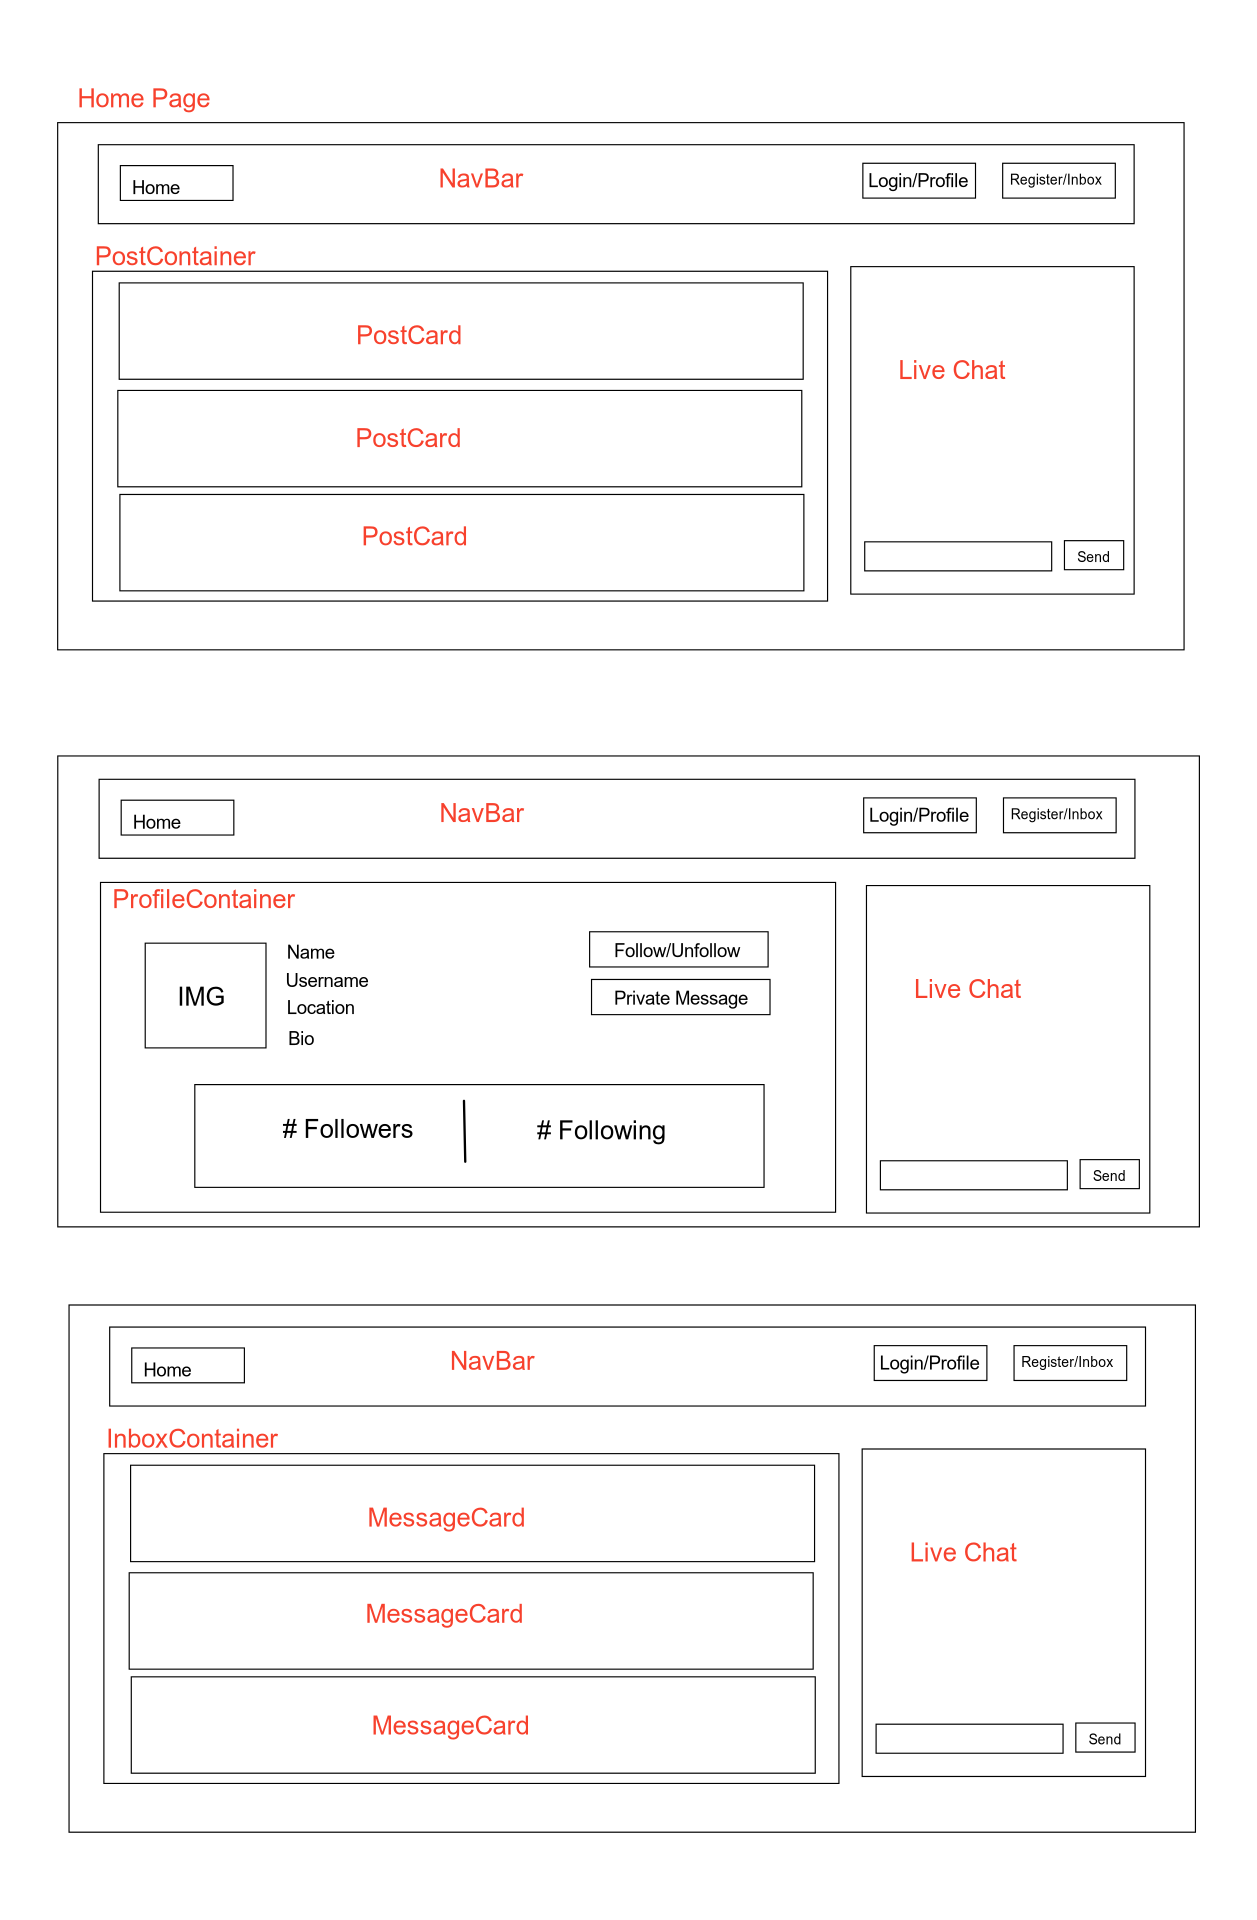 Home Page
Home
NavBar
Login/Profile
Register/Inbox
PostContainer
PostCard
PostCard
PostCard
Live Chat
Send
Home
NavBar
Login/Profile
Register/Inbox
ProfileContainer
IMG
Name
Username
Location
Bio
Follow/Unfollow
Private Message
# Followers
# Following
Live Chat
Send
Home
NavBar
Login/Profile
Register/Inbox
InboxContainer
MessageCard
MessageCard
MessageCard
Live Chat
Send